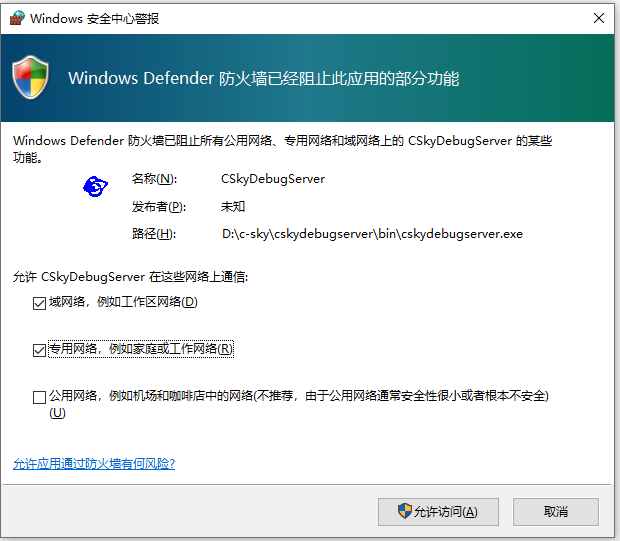 Windows 安全中心警报
Windows Defender 防火墙已经阻止此应用的部分功能
Windows Defender 防火墙已阻止所有公用网络、专用网络和域网络上的 CSkyDebugServer 的某些
功能。
名称(N): CSkyDebugServer
发布者(P): 未知
路径(H): D:\c-sky\cskydebugserver\bin\cskydebugserver.exe
允许 CSkyDebugServer 在这些网络上通信:
域网络，例如工作区网络(D)
专用网络，例如家庭或工作网络(R)
公用网络，例如机场和咖啡店中的网络(不推荐，由于公用网络通常安全性很小或者根本不安全)
(U)
允许应用通过防火墙有何风险?
允许访问(A) 取消